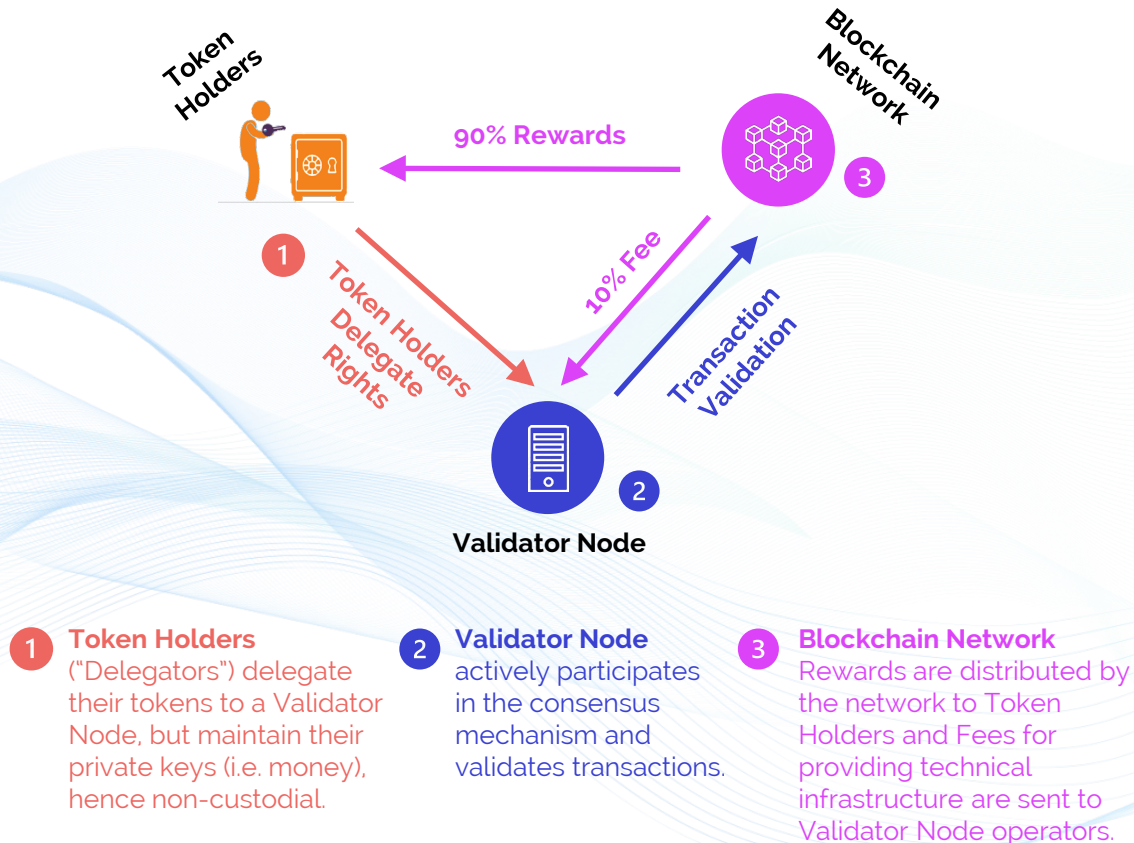 Token
Holders
Blockchain
Network
90% Rewards
3
1
10% Fee
Token Holders
Delegate
Rights
Transaction
Validation
2
Validator Node
1
Token Holders
(“Delegators”) delegate
their tokens to a Validator
Node, but maintain their
private keys (i.e. money),
hence non-custodial.
2
Validator Node
actively participates
in the consensus
mechanism and
validates transactions.
3
Blockchain Network
Rewards are distributed by
the network to Token
Holders and Fees for
providing technical
infrastructure are sent to
Validator Node operators.